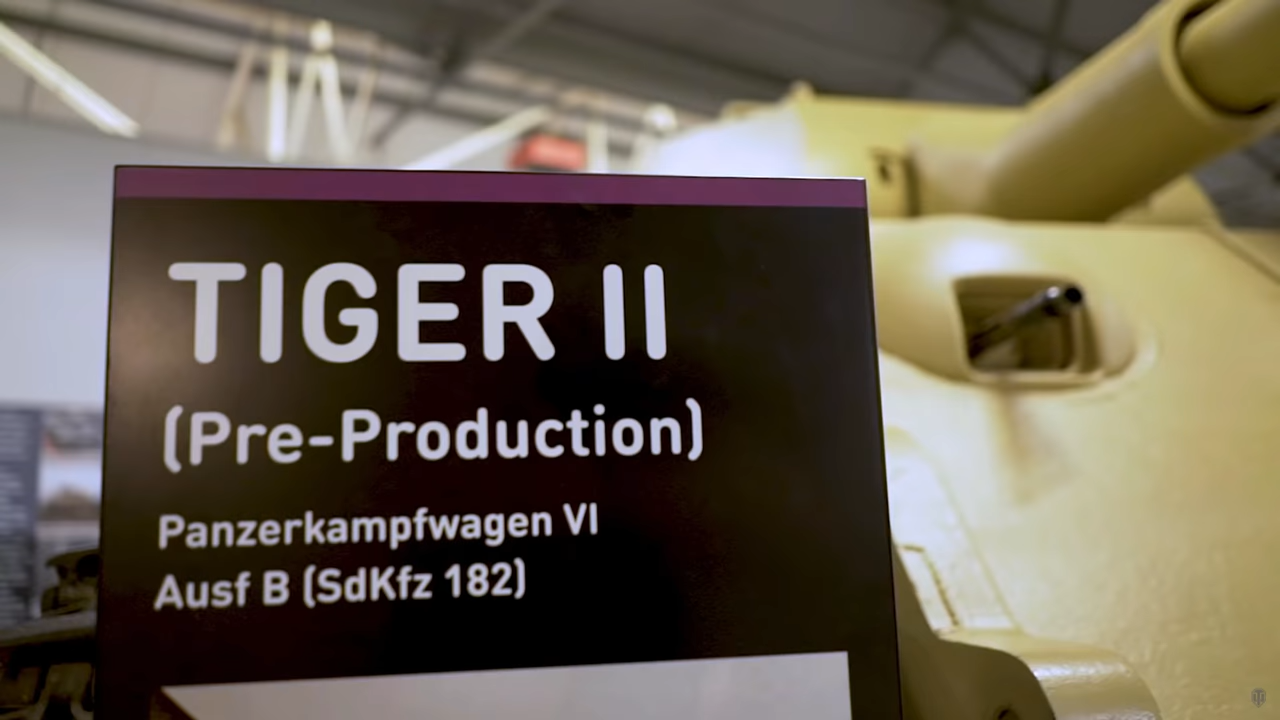 TIGER II
(Pre-Production)
Panzerkampfwagen VI
Ausf B (SdKfz 182)